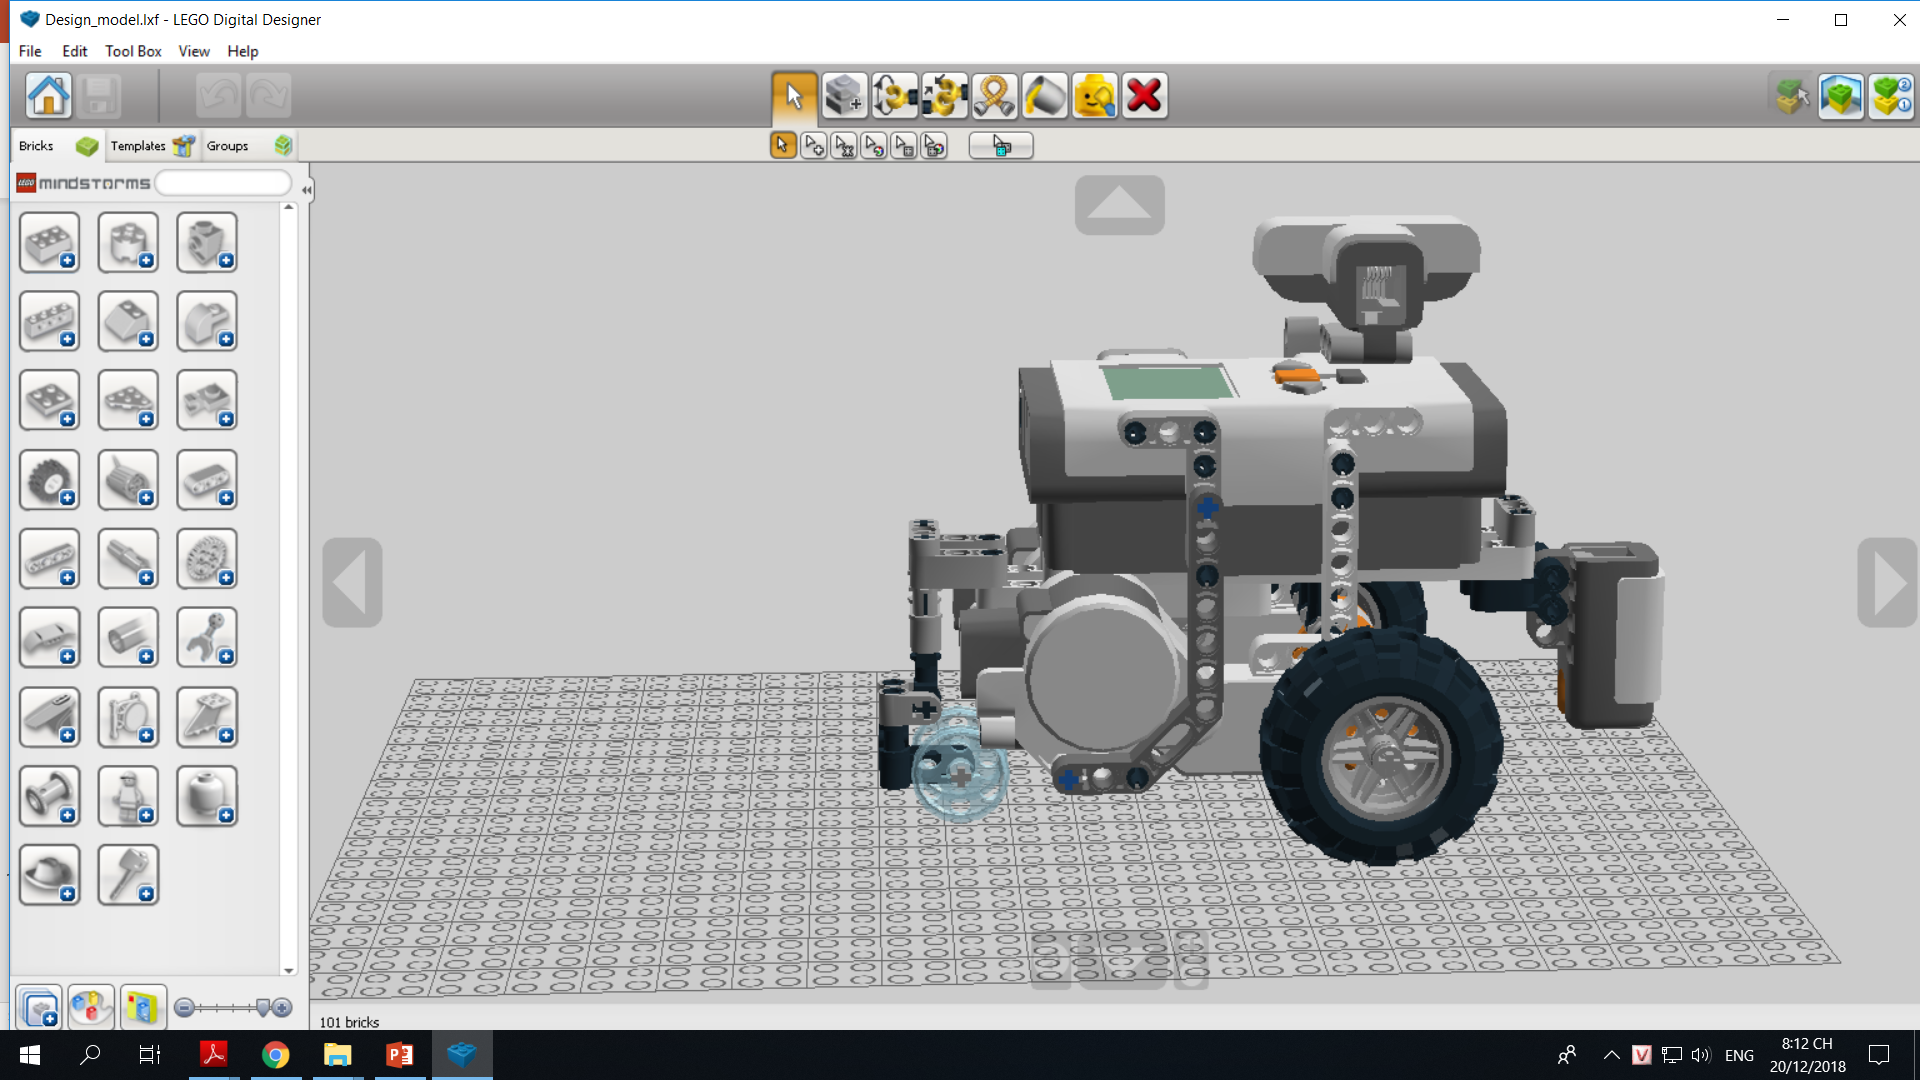 Design_model.lxf - LEGO Digital Designer
File Edit Tool Box View Help
Bricks Templates Groups
LEGO mindstorms
101 bricks
ENG
8:12 CH
20/12/2018